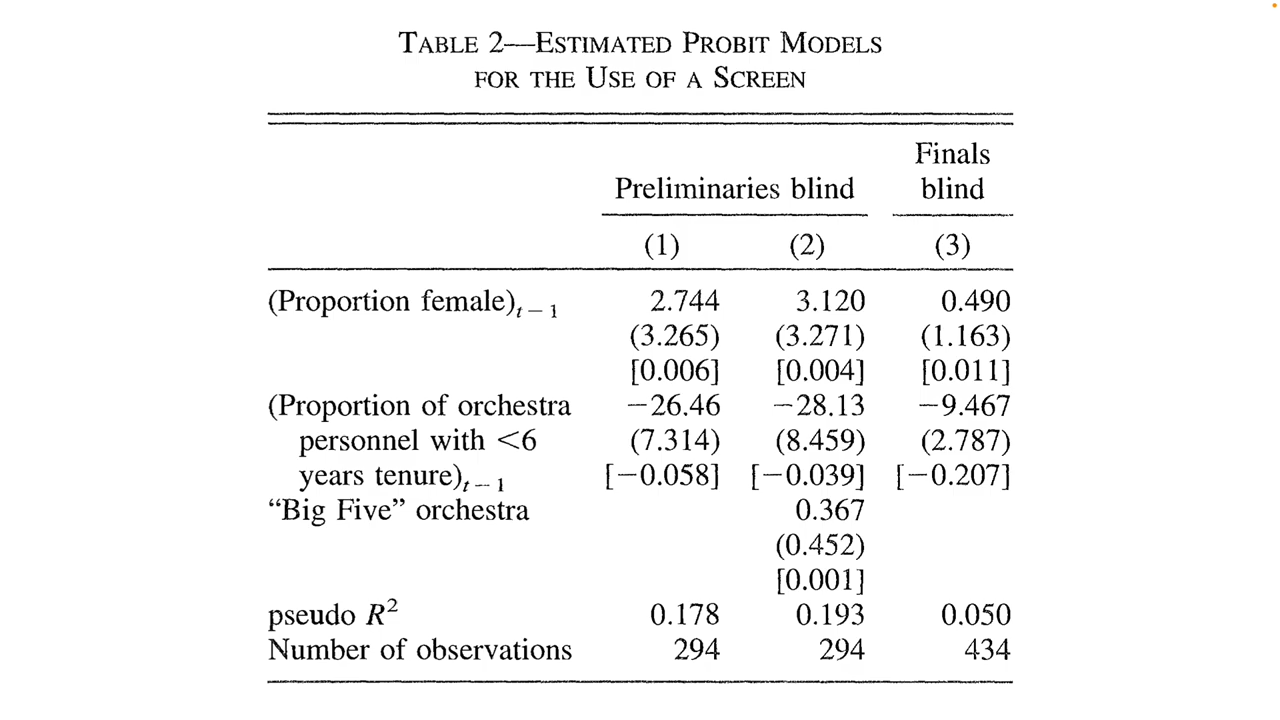 TABLE 2—ESTIMATED PROBIT MODELS
FOR THE USE OF A SCREEN
Finals
Preliminaries blind blind
(1) (2) (3)
(Proportion female)t − 1 2.744 3.120 0.490
(3.265) (3.271) (1.163)
[0.006] [0.004] [0.011]
(Proportion of orchestra −26.46 −28.13 −9.467
personnel with <6 (7.314) (8.459) (2.787)
years tenure)t − 1 [−0.058] [−0.039] [−0.207]
“Big Five” orchestra 0.367
(0.452)
[0.001]
pseudo R² 0.178 0.193 0.050
Number of observations 294 294 434